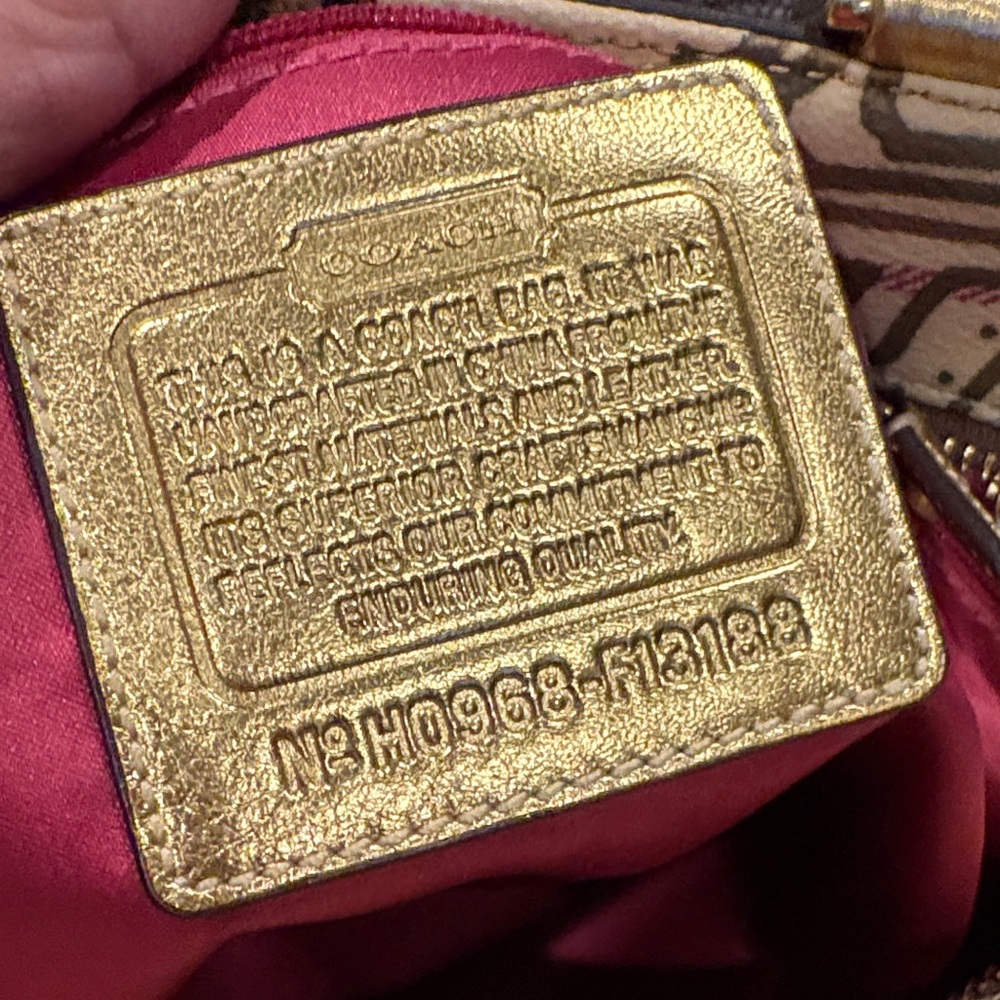 COACH
THIS IS A COACH BAG. IT WAS
HANDCRAFTED IN CHINA FROM THE
FINEST MATERIALS AND LEATHER.
ITS SUPERIOR CRAFTSMANSHIP
REFLECTS OUR COMMITMENT TO
ENDURING QUALITY.
Nº H0968-F13188